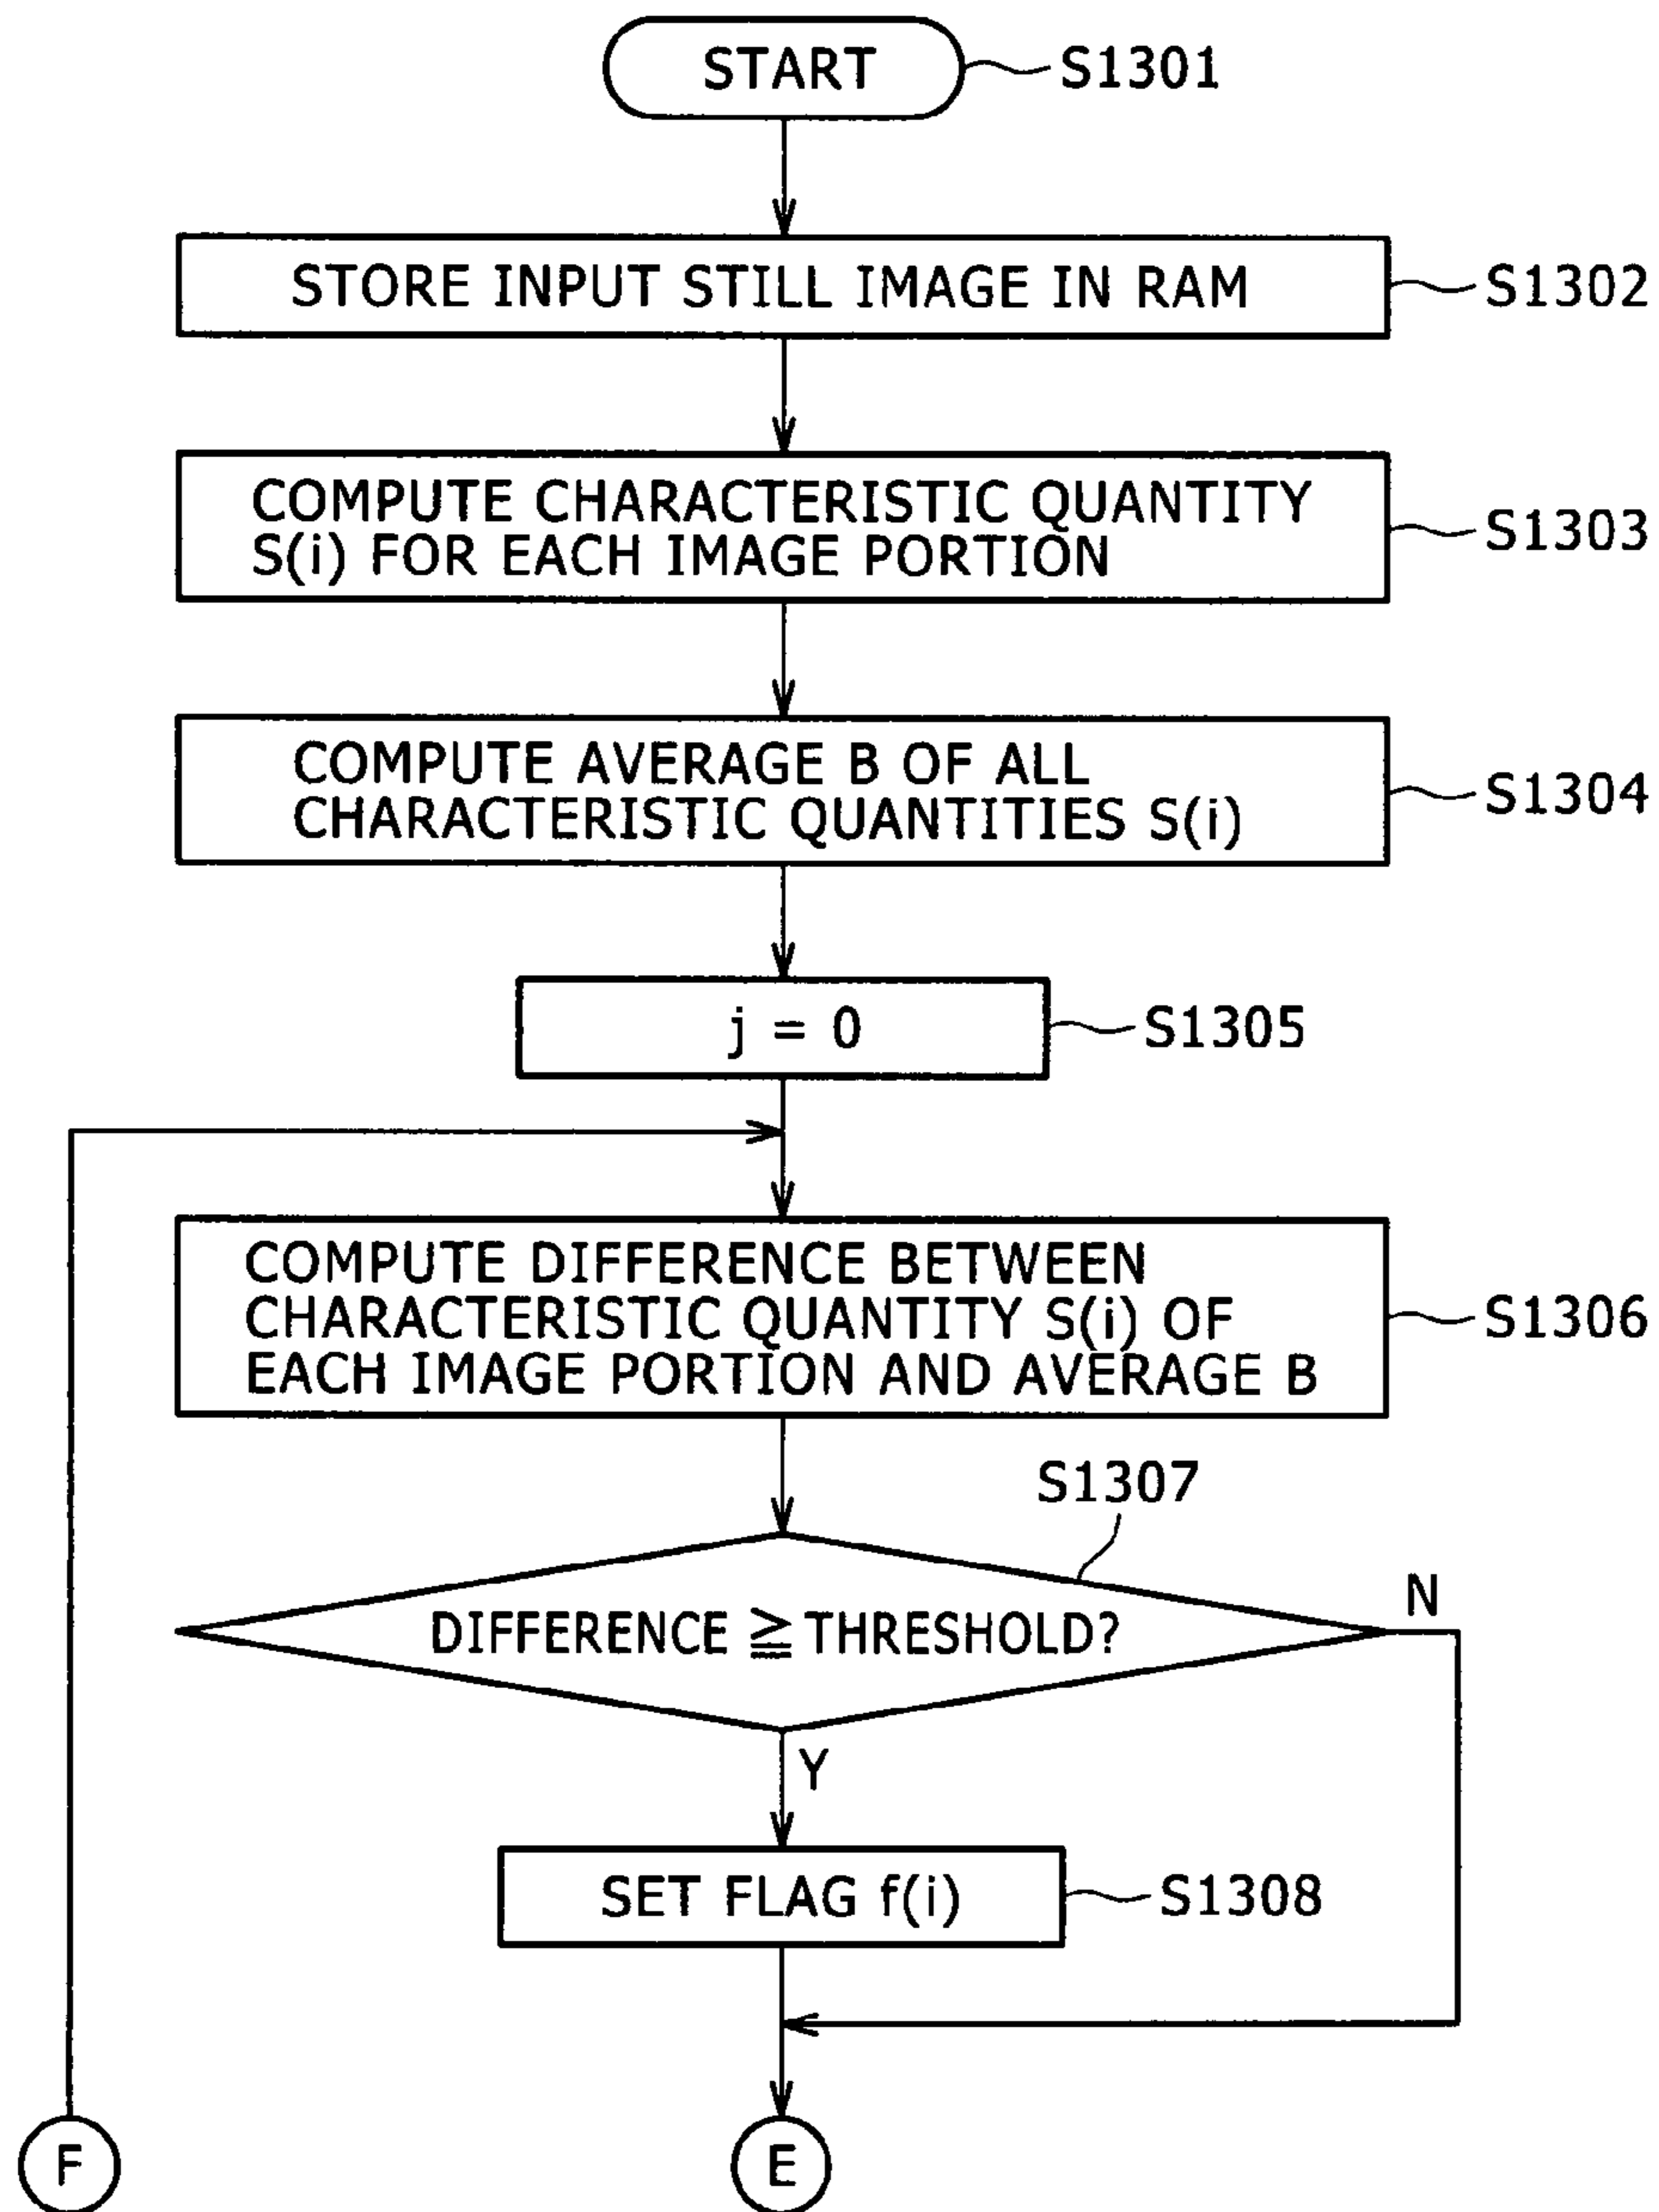 START
S1301
STORE INPUT STILL IMAGE IN RAM
S1302
COMPUTE CHARACTERISTIC QUANTITY
S(i) FOR EACH IMAGE PORTION
S1303
COMPUTE AVERAGE B OF ALL
CHARACTERISTIC QUANTITIES S(i)
S1304
j = 0
S1305
COMPUTE DIFFERENCE BETWEEN
CHARACTERISTIC QUANTITY S(i) OF
EACH IMAGE PORTION AND AVERAGE B
S1306
S1307
DIFFERENCE ≧ THRESHOLD?
N
Y
SET FLAG f(i)
S1308
F
E